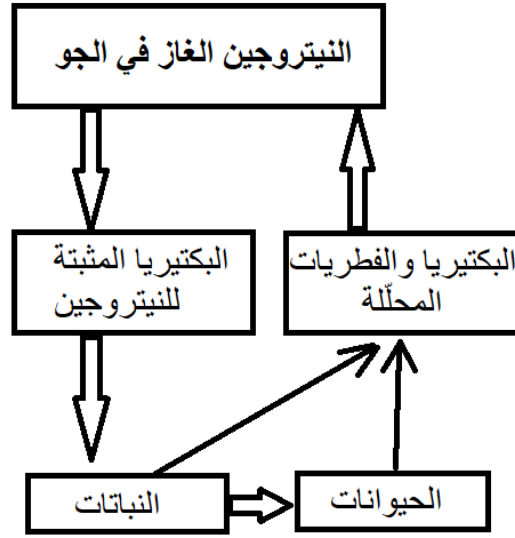 النيتروجين الغاز في الجو
البكتيريا المثبتة
للنيتروجين
البكتيريا والفطريات
المحلّلة
النباتات
الحيوانات